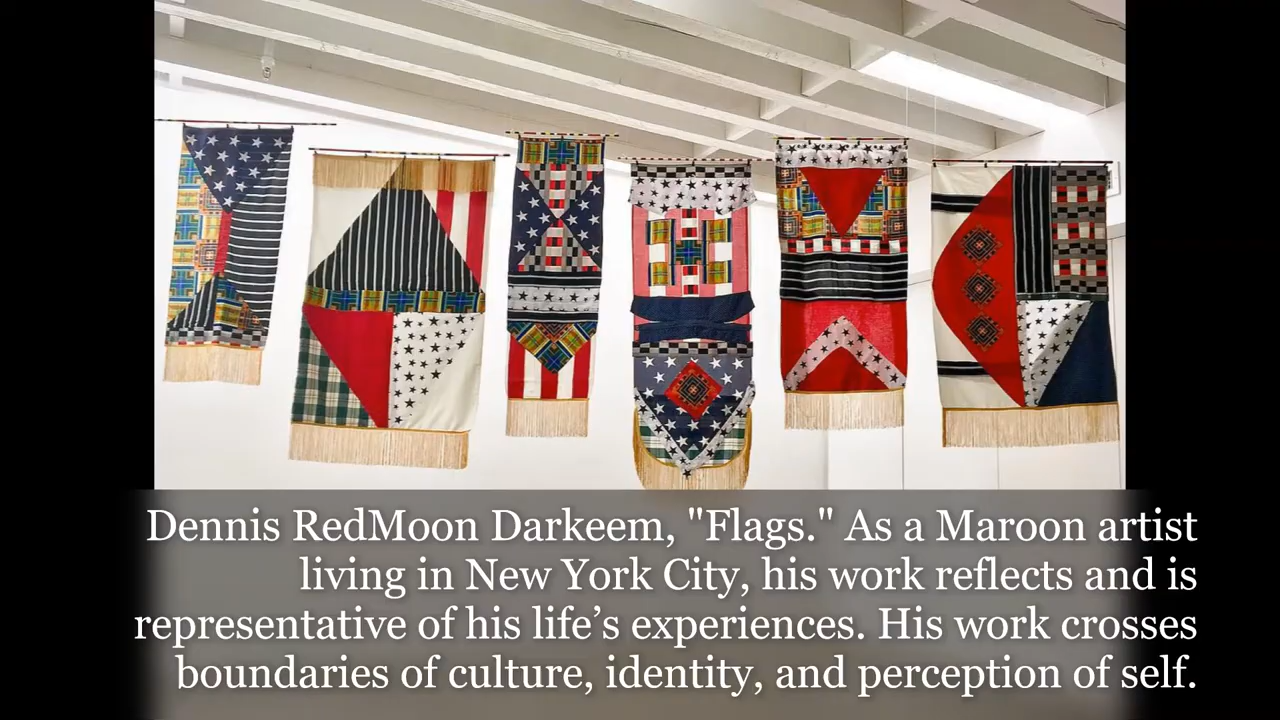 Dennis RedMoon Darkeem, "Flags." As a Maroon artist
living in New York City, his work reflects and is
representative of his life’s experiences. His work crosses
boundaries of culture, identity, and perception of self.